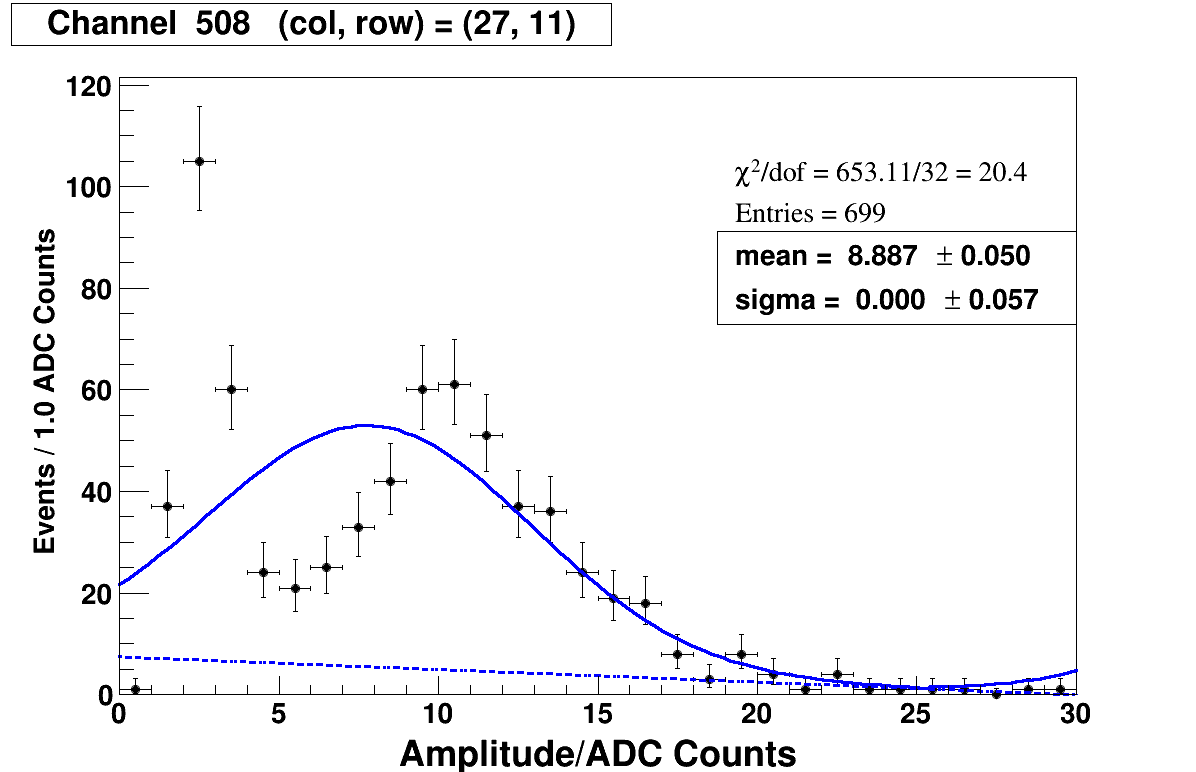 Channel 508 (col, row) = (27, 11)
120
100
80
60
40
20
0
Events / 1.0 ADC Counts
χ²/dof = 653.11/32 = 20.4
Entries = 699
mean = 8.887 ± 0.050
sigma = 0.000 ± 0.057
0 5 10 15 20 25 30
Amplitude/ADC Counts